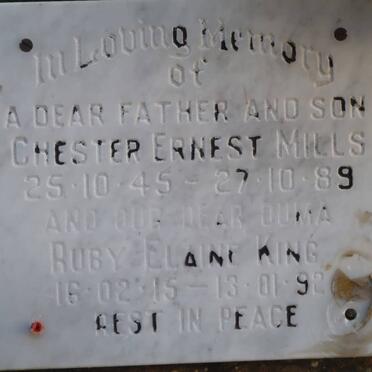 In Loving Memory
of
A DEAR FATHER AND SON
CHESTER ERNEST MILLS
25·10·45 – 27·10·89
AND OUR DEAR OUMA
RUBY ELAINE KING
16·02·15 – 13·01·92
REST IN PEACE